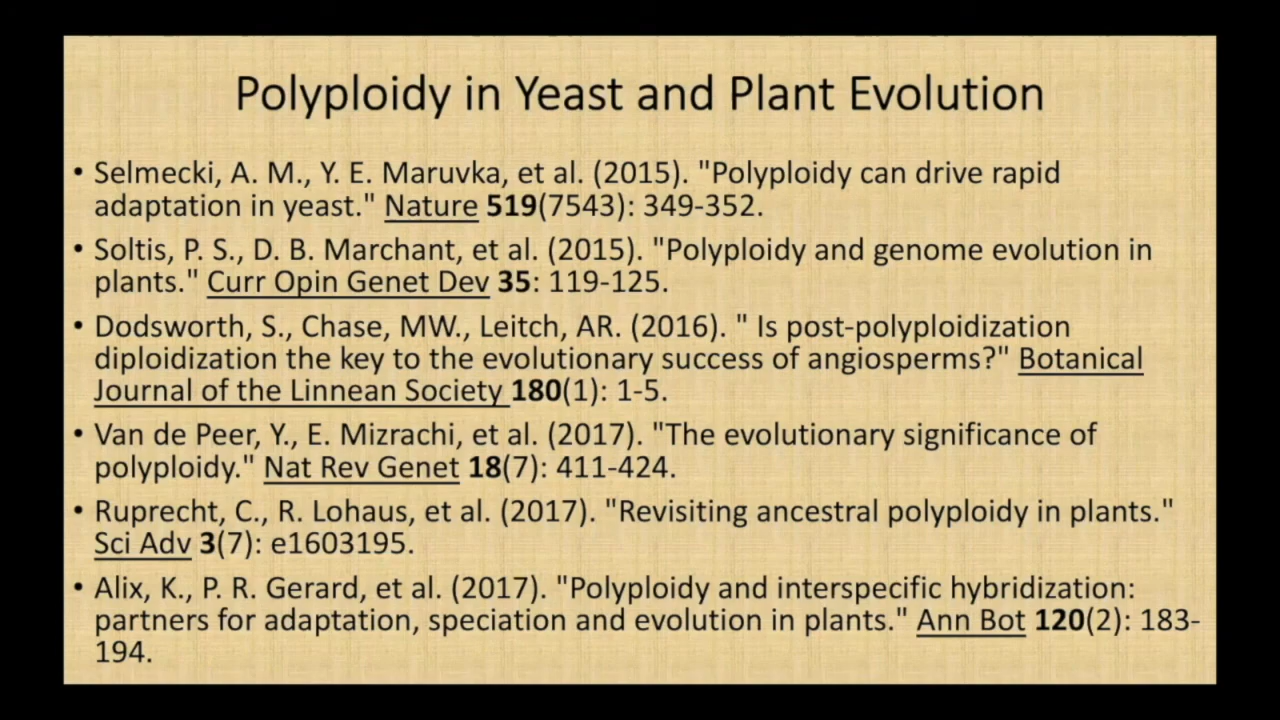 Polyploidy in Yeast and Plant Evolution
• Selmecki, A. M., Y. E. Maruvka, et al. (2015). "Polyploidy can drive rapid
adaptation in yeast." Nature 519(7543): 349-352.
• Soltis, P. S., D. B. Marchant, et al. (2015). "Polyploidy and genome evolution in
plants." Curr Opin Genet Dev 35: 119-125.
• Dodsworth, S., Chase, MW., Leitch, AR. (2016). " Is post-polyploidization
diploidization the key to the evolutionary success of angiosperms?" Botanical
Journal of the Linnean Society 180(1): 1-5.
• Van de Peer, Y., E. Mizrachi, et al. (2017). "The evolutionary significance of
polyploidy." Nat Rev Genet 18(7): 411-424.
• Ruprecht, C., R. Lohaus, et al. (2017). "Revisiting ancestral polyploidy in plants."
Sci Adv 3(7): e1603195.
• Alix, K., P. R. Gerard, et al. (2017). "Polyploidy and interspecific hybridization:
partners for adaptation, speciation and evolution in plants." Ann Bot 120(2): 183-
194.